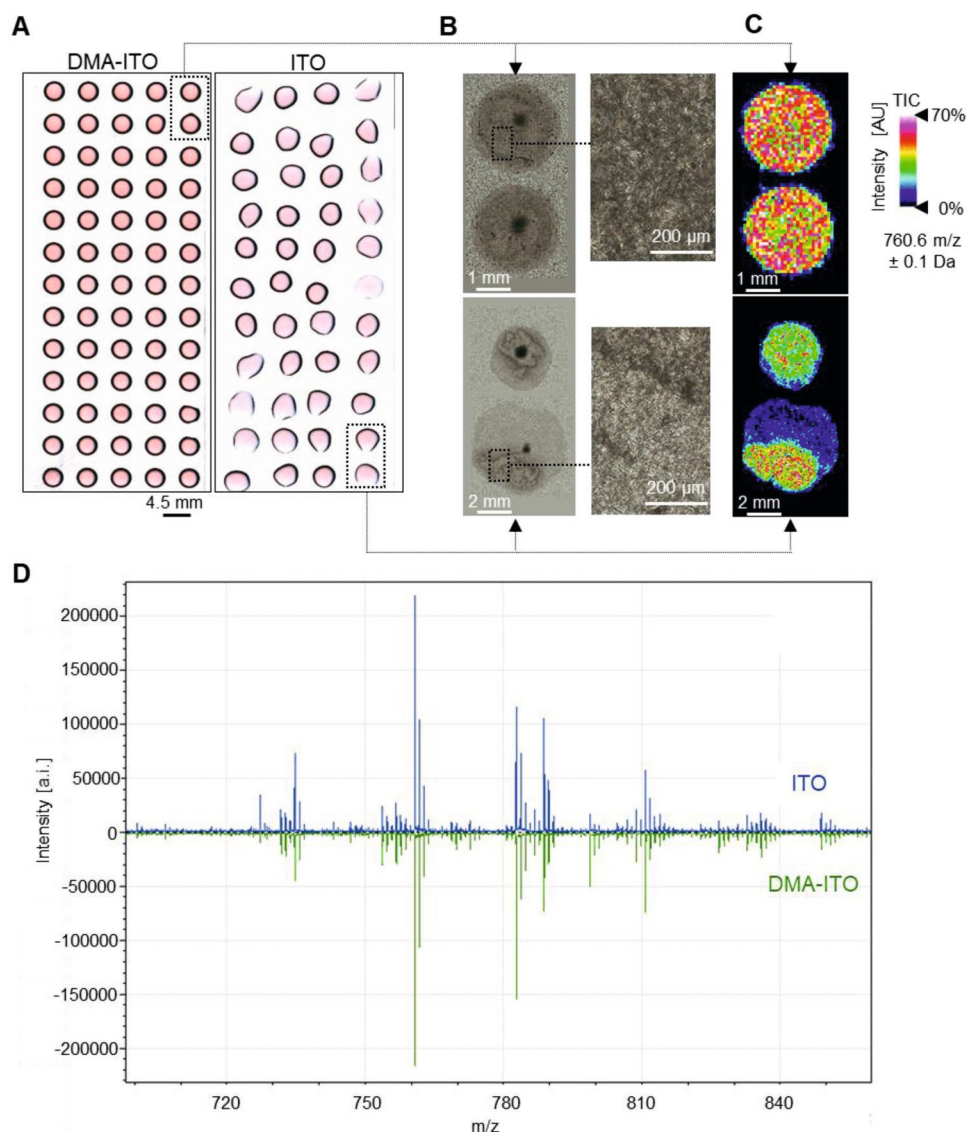 A
B
C
DMA-ITO
ITO
4.5 mm
1 mm
200 µm
2 mm
200 µm
1 mm
2 mm
TIC
70%
0%
Intensity [AU]
760.6 m/z
± 0.1 Da
D
200000
150000
100000
50000
0
-50000
-100000
-150000
-200000
Intensity [a.i.]
ITO
DMA-ITO
720
750
780
810
840
m/z